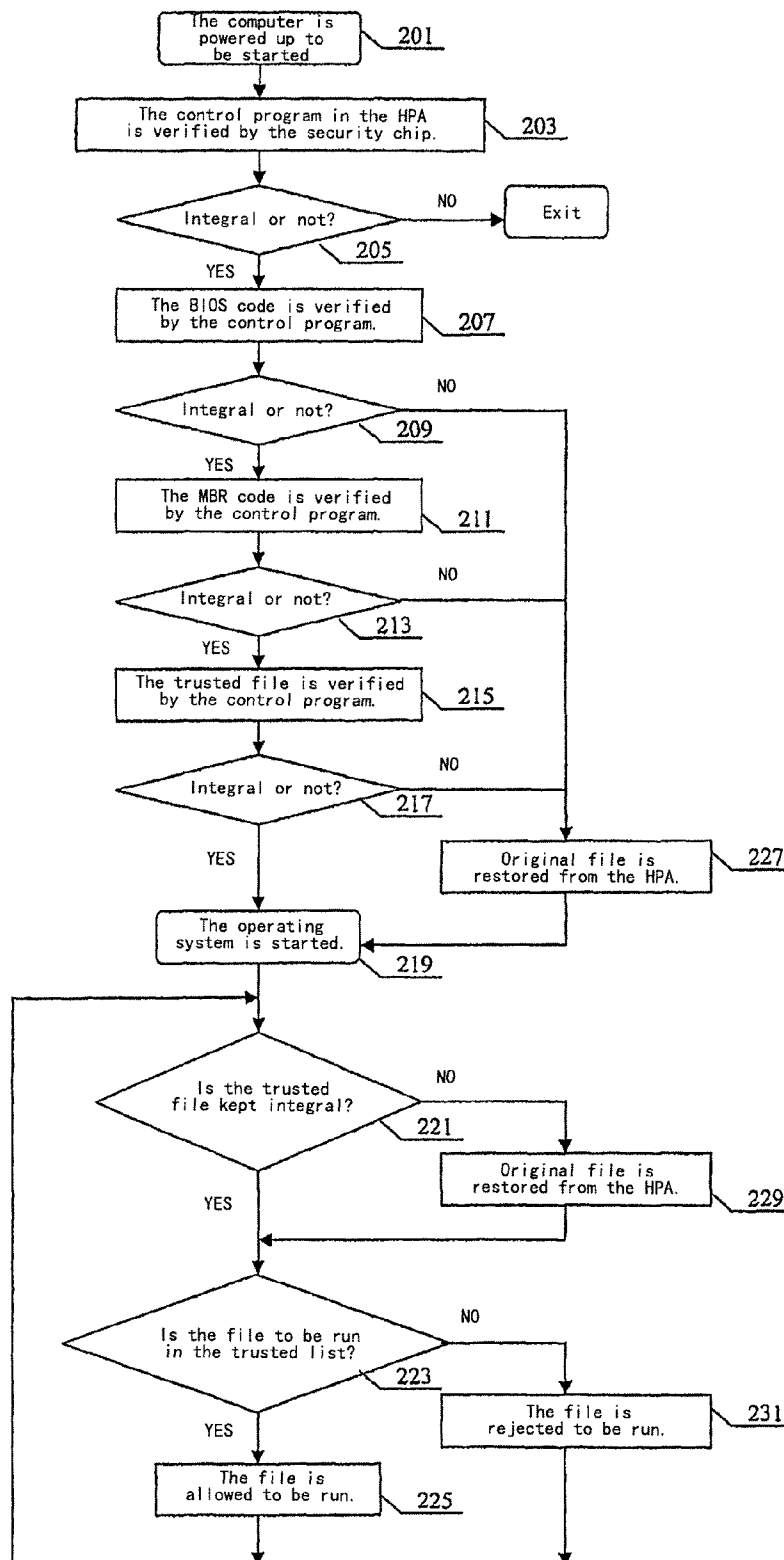 The computer is
powered up to
be started
201
The control program in the HPA
is verified by the security chip.
203
Integral or not?
205
NO
Exit
YES
The BIOS code is verified
by the control program.
207
Integral or not?
209
NO
YES
The MBR code is verified
by the control program.
211
Integral or not?
213
NO
YES
The trusted file is verified
by the control program.
215
Integral or not?
217
NO
YES
Original file is
restored from the HPA.
227
The operating
system is started.
219
Is the trusted
file kept integral?
221
NO
YES
Original file is
restored from the HPA.
229
Is the file to be run
in the trusted list?
223
NO
YES
The file is
rejected to be run.
231
The file is
allowed to be run.
225